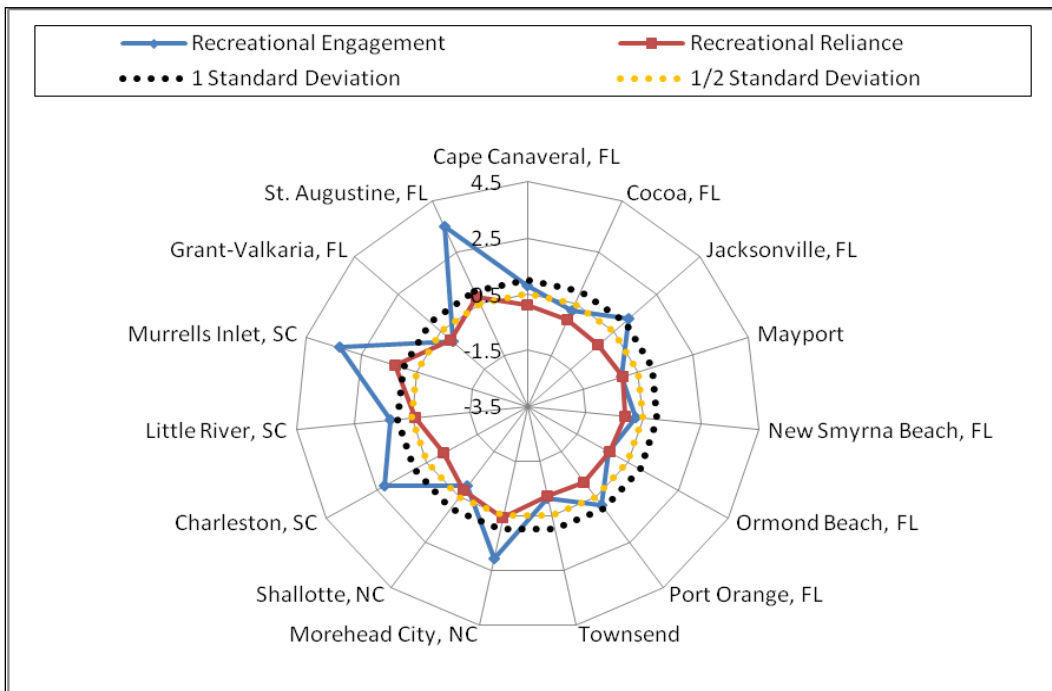 Recreational Engagement Recreational Reliance
1 Standard Deviation 1/2 Standard Deviation
Cape Canaveral, FL
4.5
St. Augustine, FL Cocoa, FL
2.5
Grant-Valkaria, FL Jacksonville, FL
0.5
Murrells Inlet, SC Mayport
-1.5
-3.5
Little River, SC New Smyrna Beach, FL
Charleston, SC Ormond Beach, FL
Shallotte, NC Port Orange, FL
Morehead City, NC Townsend